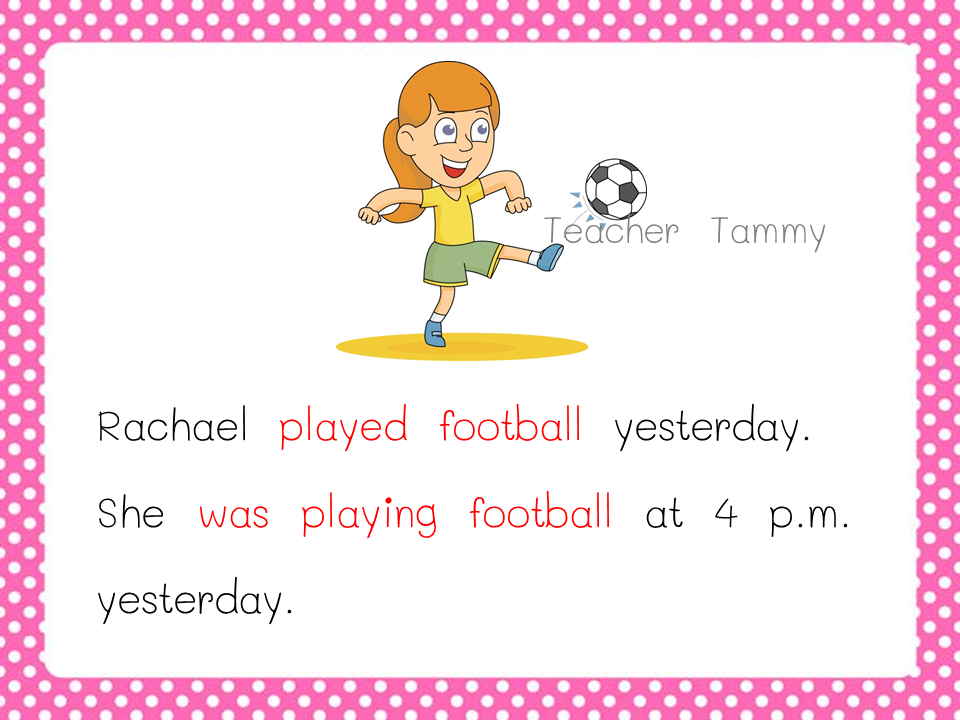 Teacher Tammy
Rachael played football yesterday.
She was playing football at 4 p.m.
yesterday.